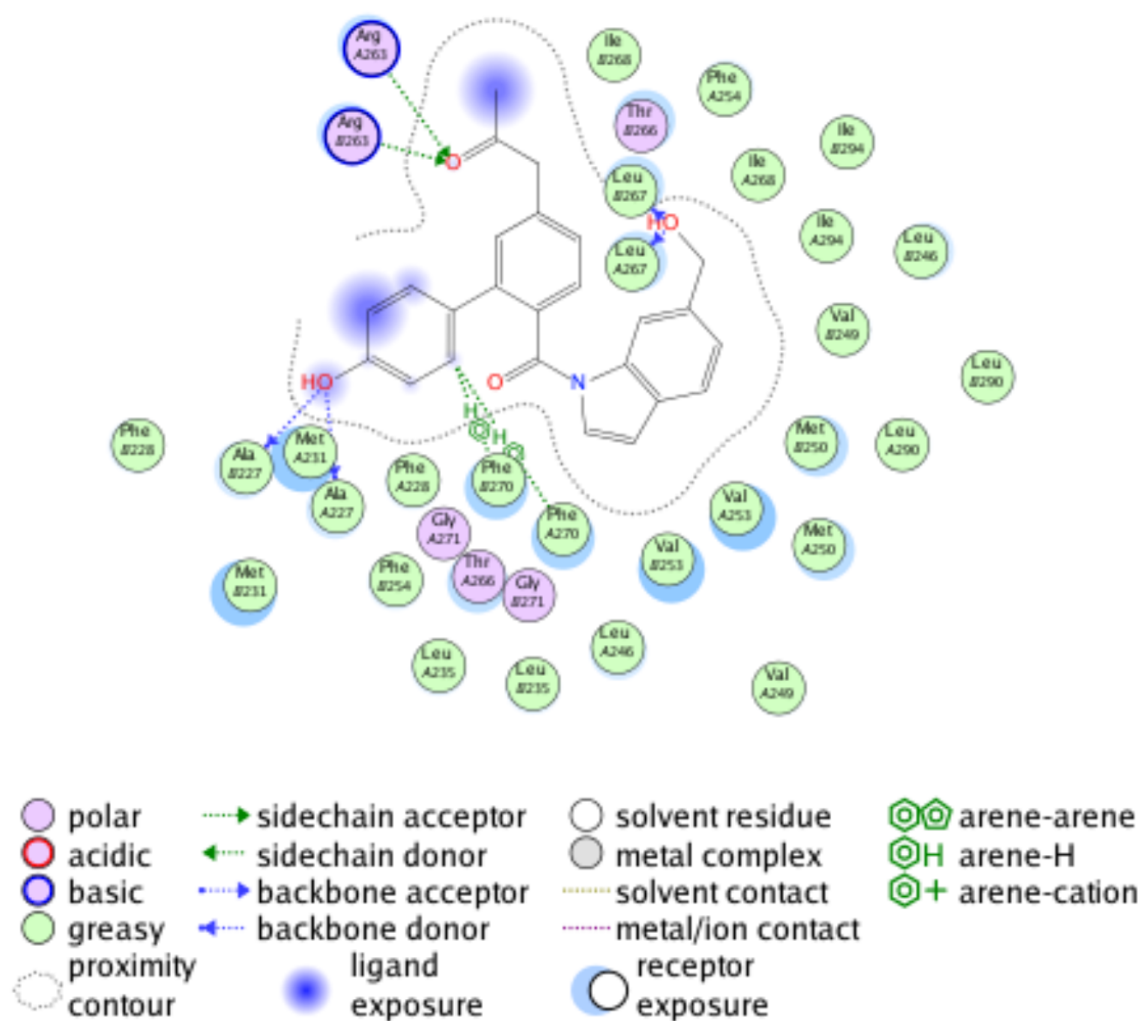 Arg
A263
Ile
B268
Phe
A254
Arg
B263
Thr
B266
Ile
B294
O
Leu
B267
Ile
A268
HO
Ile
A294
Leu
B246
Leu
A267
Val
B249
Leu
B290
HO
O
N
H
H
Phe
B228
Ala
B227
Met
A231
Phe
A228
Phe
B270
Met
B250
Leu
A290
Ala
A227
Gly
A271
Phe
A270
Val
A253
Met
A250
Met
B231
Phe
B254
Thr
A266
Gly
B271
Val
B253
Leu
A246
Leu
A235
Leu
B235
Val
A249
polar
sidechain acceptor
solvent residue
arene-arene
acidic
sidechain donor
metal complex
H arene-H
basic
backbone acceptor
solvent contact
+ arene-cation
greasy
backbone donor
metal/ion contact
proximity
contour
ligand
exposure
receptor
exposure